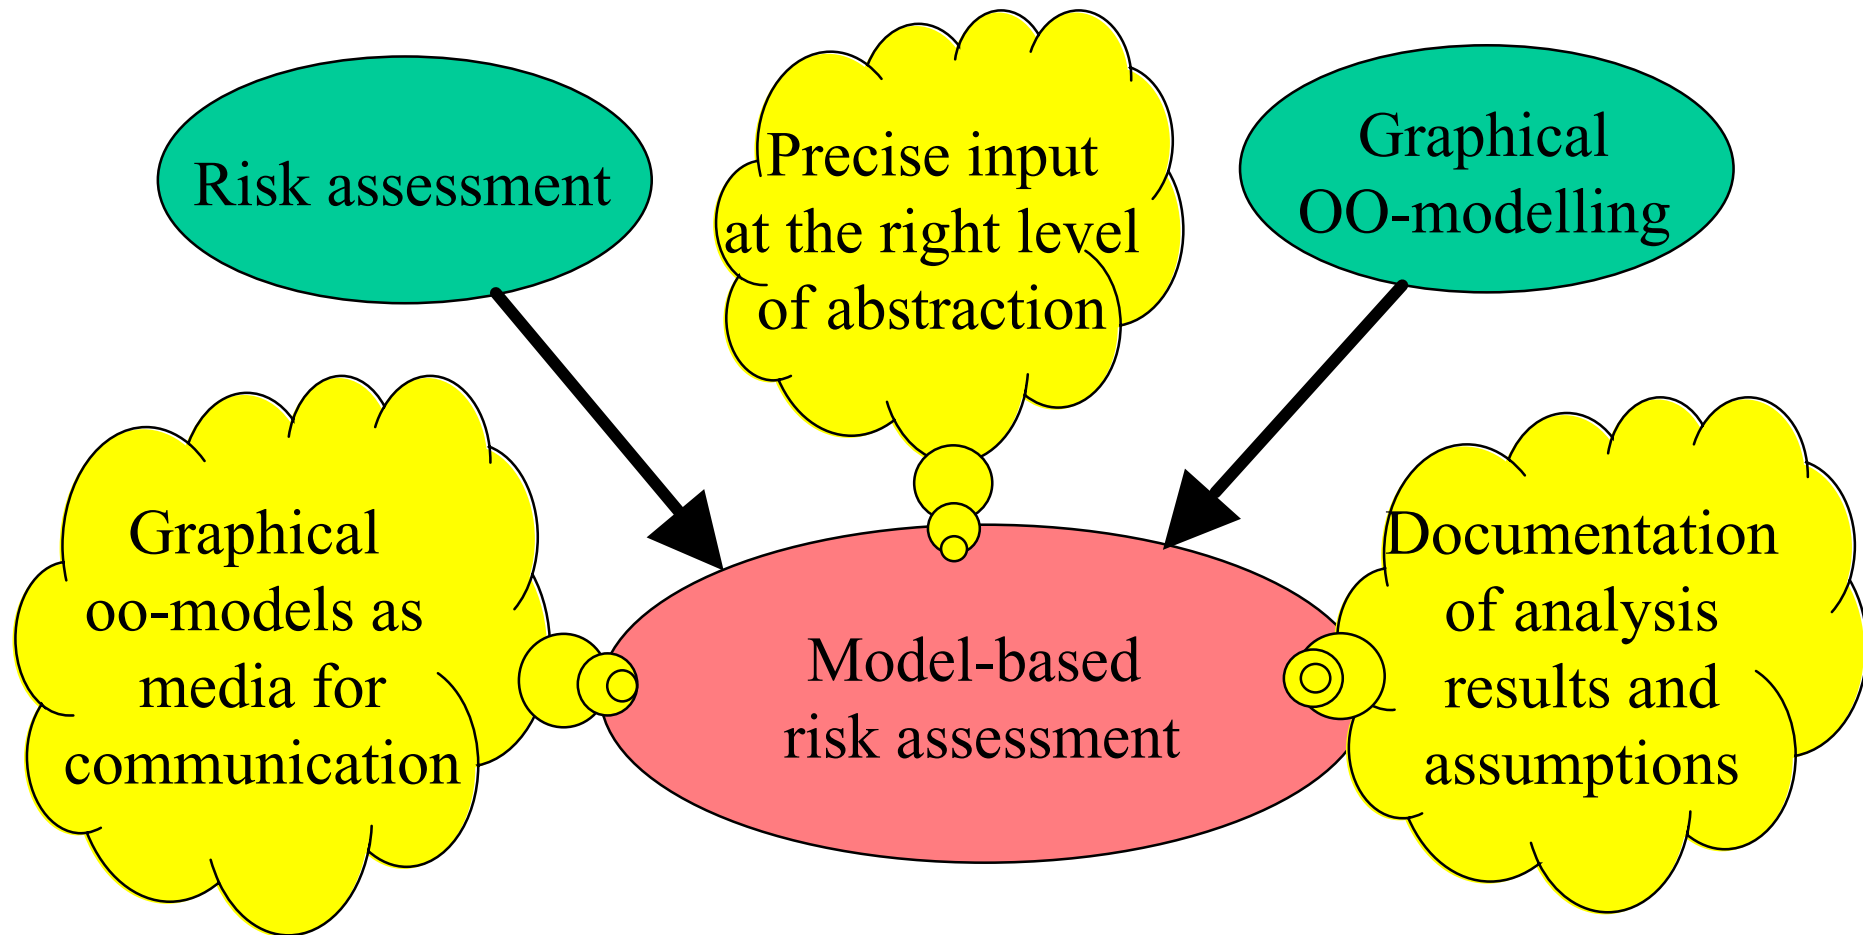 Risk assessment
Precise input
at the right level
of abstraction
Graphical
OO-modelling
Graphical
oo-models as
media for
communication
Model-based
risk assessment
Documentation
of analysis
results and
assumptions